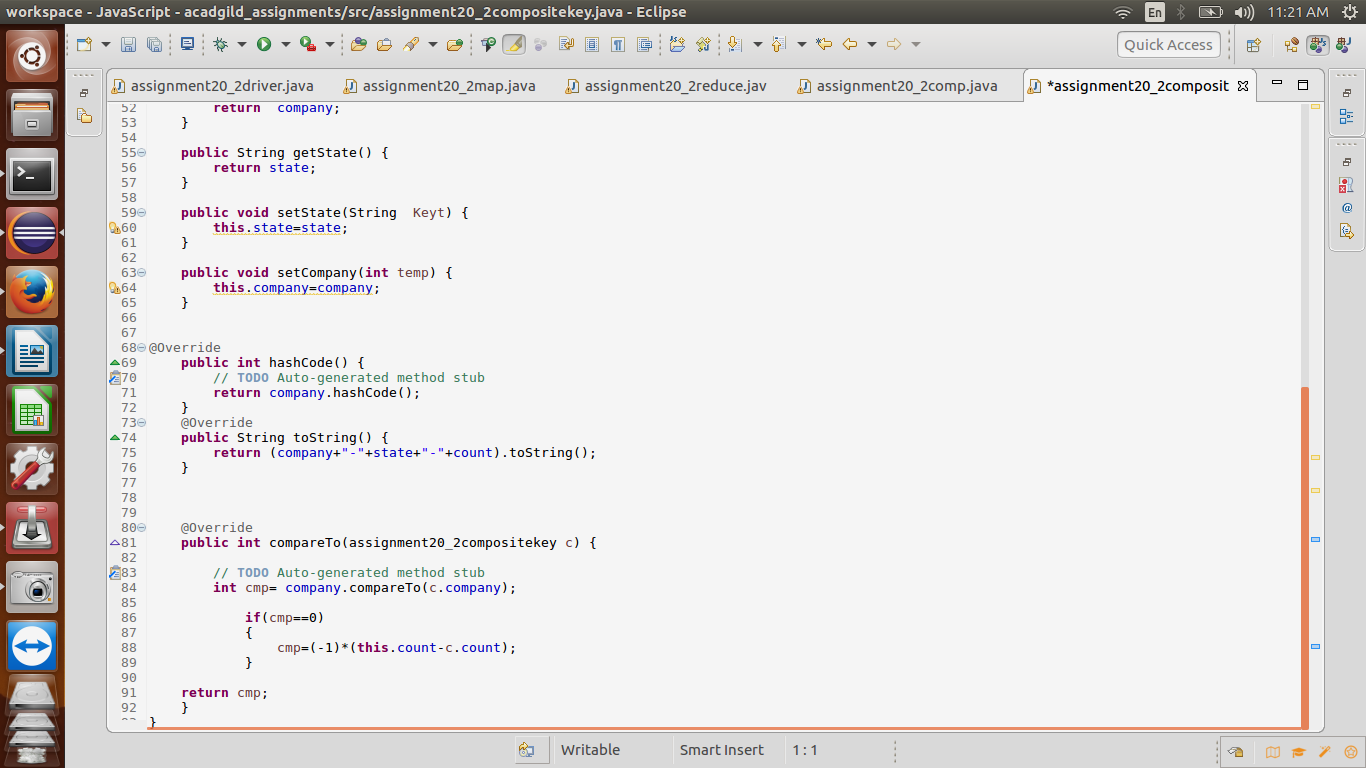 workspace - JavaScript - acadgild_assignments/src/assignment20_2compositekey.java - Eclipse
En
11:21 AM
Quick Access
assignment20_2driver.java
assignment20_2map.java
assignment20_2reduce.jav
assignment20_2comp.java
*assignment20_2composit
52 return  company;
53 }
54
55 public String getState() {
56 return state;
57 }
58
59 public void setState(String  Keyt) {
60 this.state=state;
61 }
62
63 public void setCompany(int temp) {
64 this.company=company;
65 }
66
67
68 @Override
69 public int hashCode() {
70 // TODO Auto-generated method stub
71 return company.hashCode();
72 }
73 @Override
74 public String toString() {
75 return (company+"-"+state+"-"+count).toString();
76 }
77
78
79
80 @Override
81 public int compareTo(assignment20_2compositekey c) {
82
83 // TODO Auto-generated method stub
84 int cmp= company.compareTo(c.company);
85
86 if(cmp==0)
87 {
88 cmp=(-1)*(this.count-c.count);
89 }
90
91 return cmp;
92 }
}
Writable
Smart Insert
1 : 1